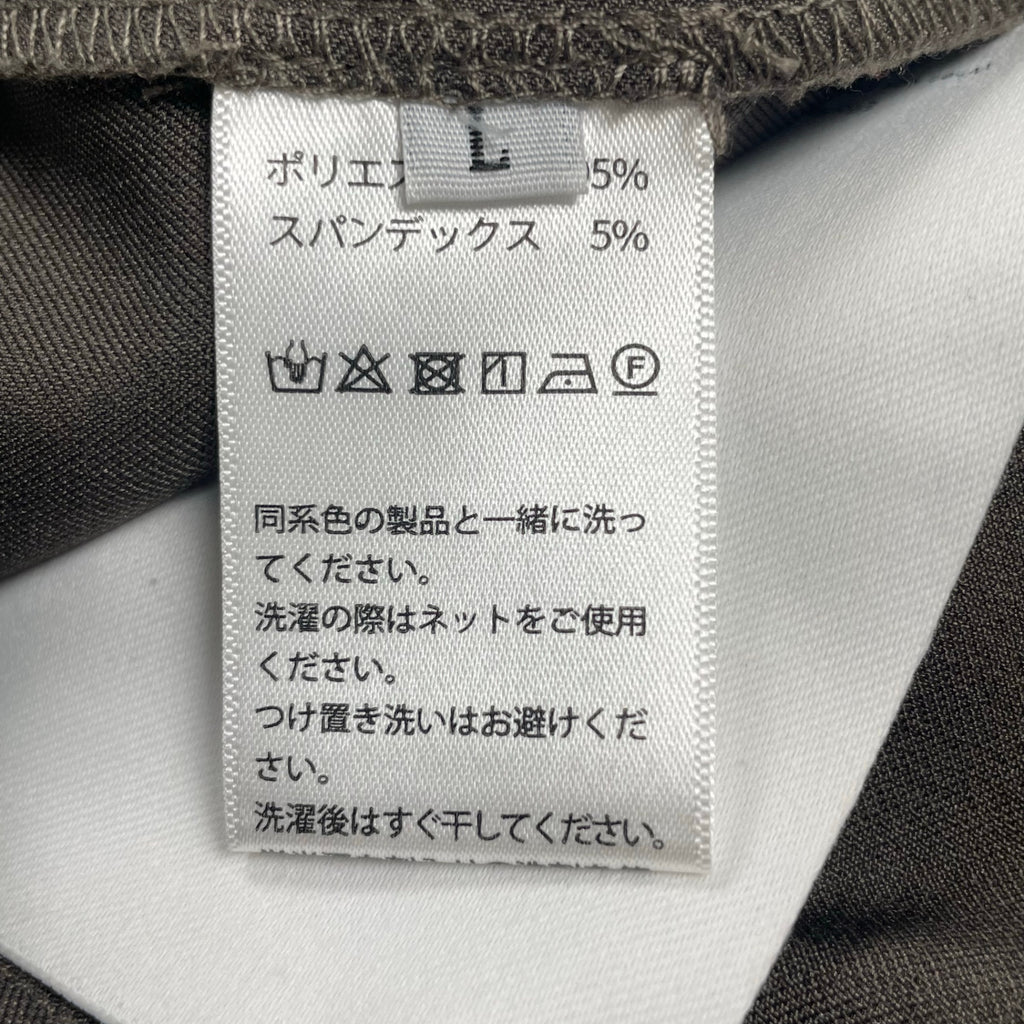 L
ポリエス 95%
スパンデックス 5%
F
同系色の製品と一緒に洗っ
てください。
洗濯の際はネットをご使用
ください。
つけ置き洗いはお避けくだ
さい。
洗濯後はすぐ干してください。